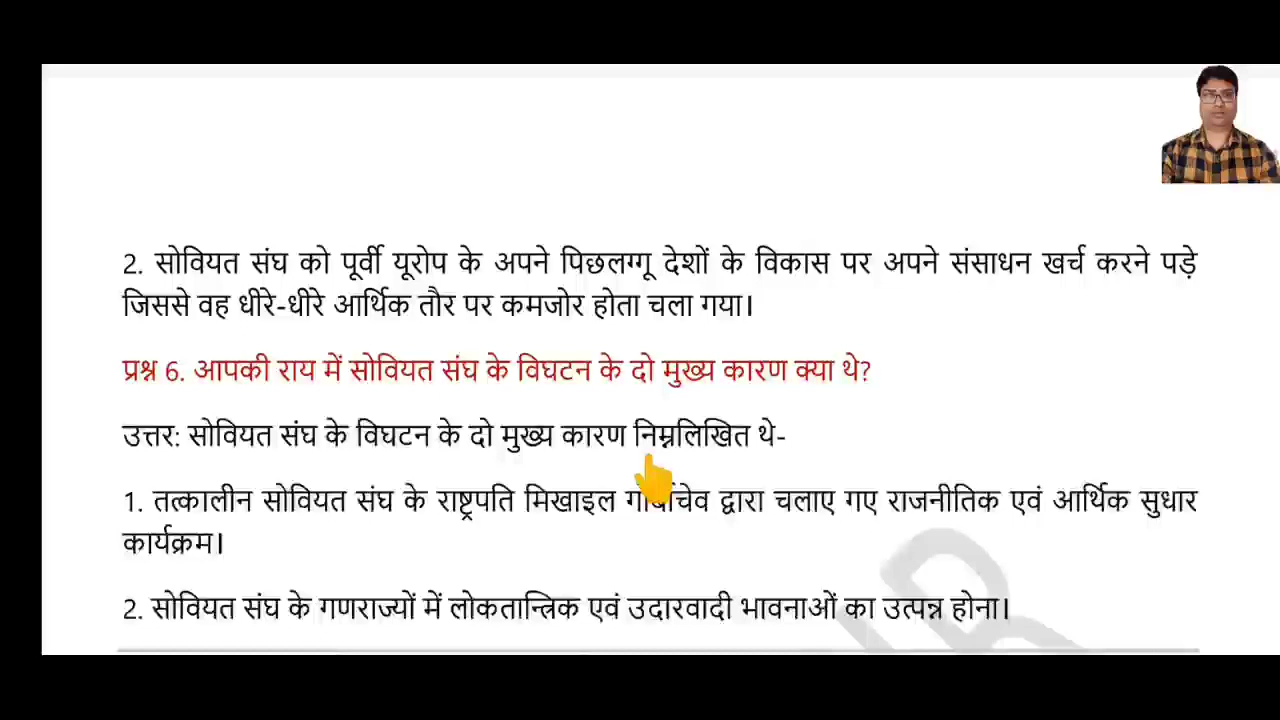 2. सोवियत संघ को पूर्वी यूरोप के अपने पिछलग्गू देशों के विकास पर अपने संसाधन खर्च करने पड़े
जिससे वह धीरे-धीरे आर्थिक तौर पर कमजोर होता चला गया।
प्रश्न 6. आपकी राय में सोवियत संघ के विघटन के दो मुख्य कारण क्या थे?
उत्तर: सोवियत संघ के विघटन के दो मुख्य कारण निम्नलिखित थे-
1. तत्कालीन सोवियत संघ के राष्ट्रपति मिखाइल द्वारा चलाए गए राजनीतिक एवं आर्थिक सुधार
कार्यक्रम।
2. सोवियत संघ के गणराज्यों में लोकतान्त्रिक एवं उदारवादी भावनाओं का उत्पन्न होना।